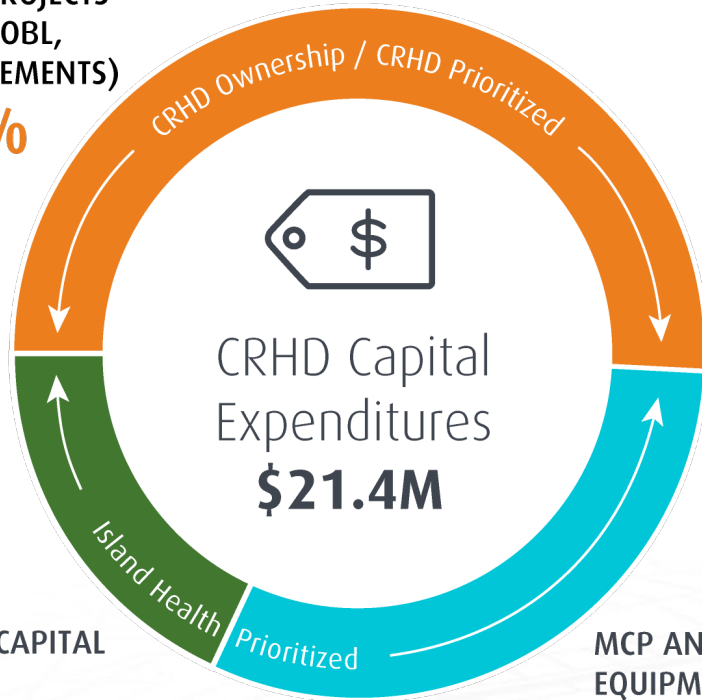 OBL,
EMENTS)
%
CRHD Ownership / CRHD Prioritized
$
CRHD Capital
Expenditures
$21.4M
Island Health Prioritized
CAPITAL
MCP AN
EQUIPM